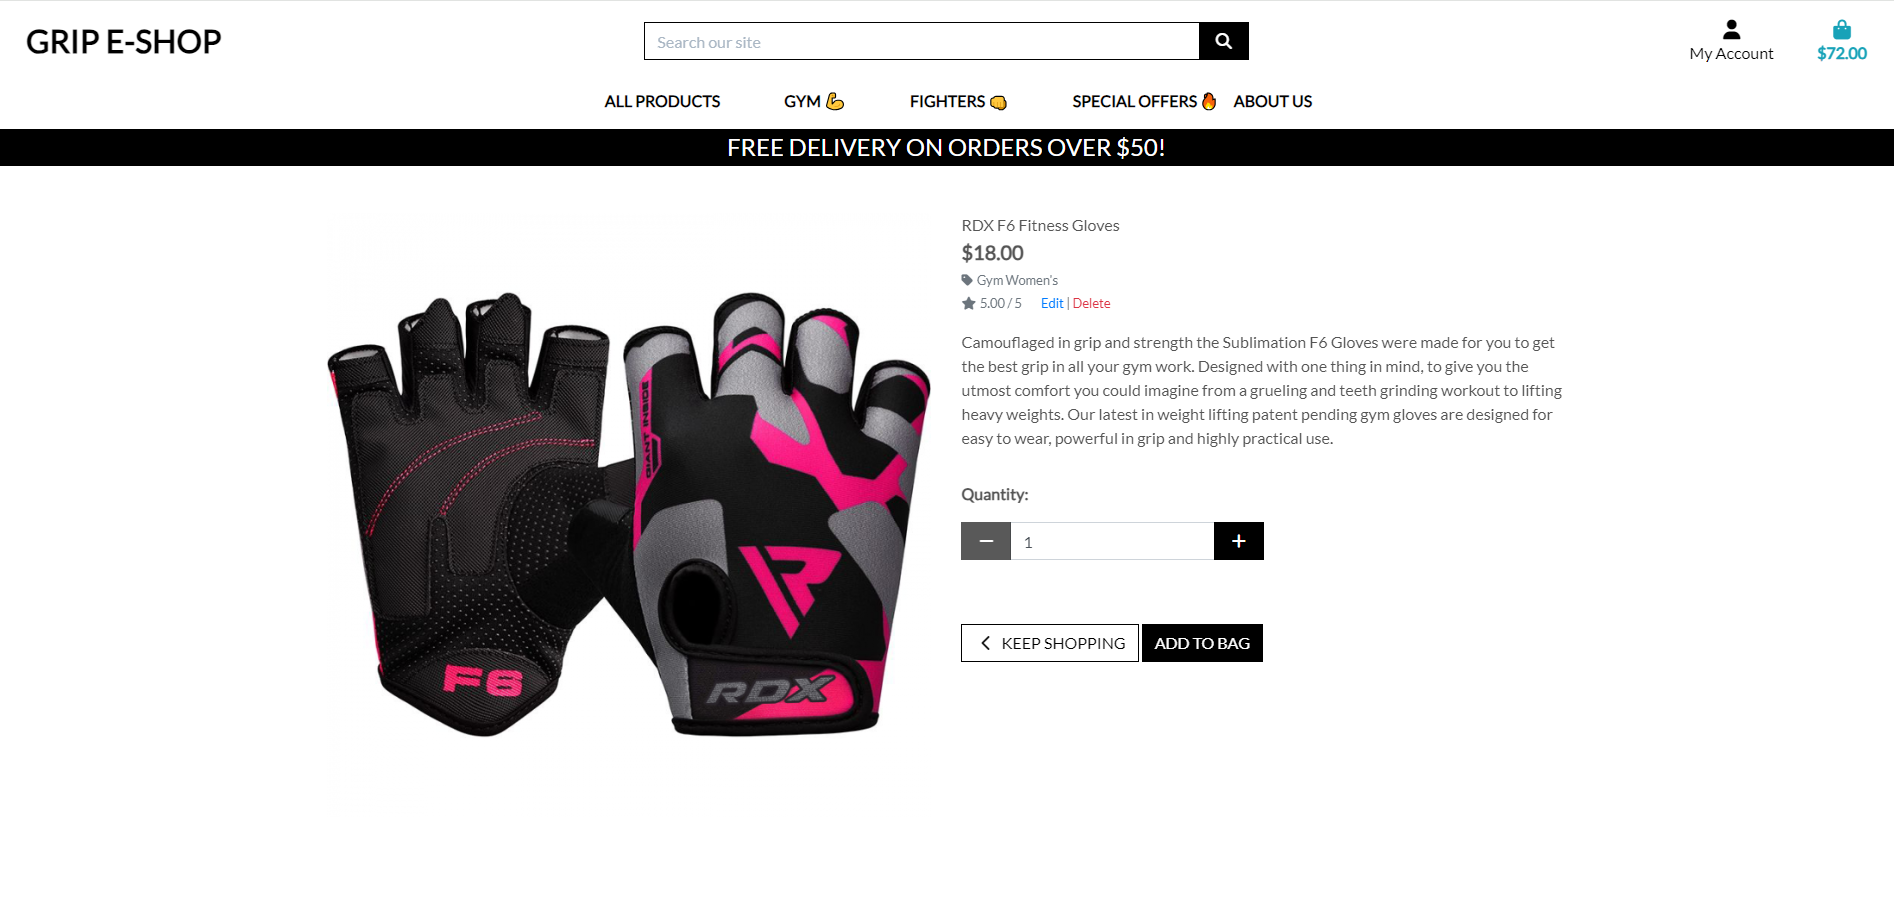 GRIP E-SHOP
Search our site
My Account
$72.00
ALL PRODUCTS
GYM 💪
FIGHTERS 👊
SPECIAL OFFERS 🔥
ABOUT US
FREE DELIVERY ON ORDERS OVER $50!
RDX F6 Fitness Gloves
$18.00
Gym Women's
5.00 / 5 Edit | Delete
Camouflaged in grip and strength the Sublimation F6 Gloves were made for you to get
the best grip in all your gym work. Designed with one thing in mind, to give you the
utmost comfort you could imagine from a grueling and teeth grinding workout to lifting
heavy weights. Our latest in weight lifting patent pending gym gloves are designed for
easy to wear, powerful in grip and highly practical use.
Quantity:
1
KEEP SHOPPING
ADD TO BAG
GIANT INSIDE
F6
RDX